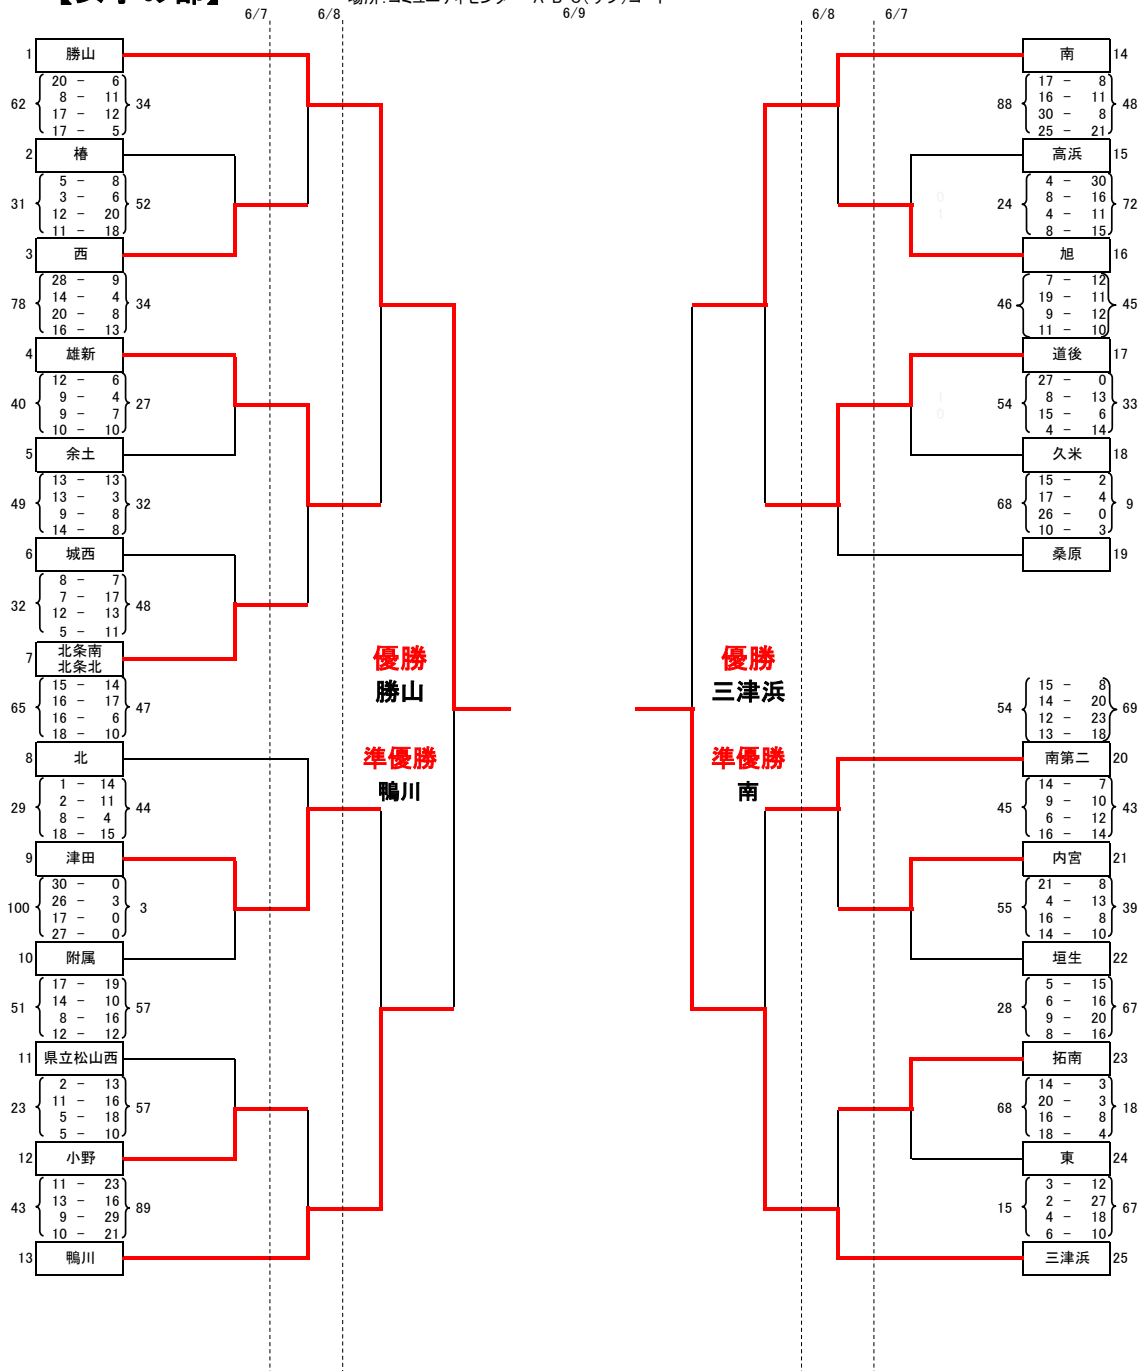 6/7
6/8
6/9
6/8
6/7
1 勝山
62 20 - 6 34
8 - 11
17 - 12
17 - 5
2 椿
31 5 - 8 52
3 - 6
12 - 20
11 - 18
3 西
78 28 - 9 34
14 - 4
20 - 8
16 - 13
4 雄新
40 12 - 6 27
9 - 4
9 - 7
10 - 10
5 余土
49 13 - 13 32
13 - 3
9 - 8
14 - 8
6 城西
32 8 - 7 48
7 - 17
12 - 13
5 - 11
7 北条南
北条北
65 15 - 14 47
16 - 17
16 - 6
18 - 10
8 北
29 1 - 14 44
2 - 11
8 - 4
18 - 15
9 津田
100 30 - 0 3
26 - 3
17 - 0
27 - 0
10 附属
51 17 - 19 57
14 - 10
8 - 16
12 - 12
11 県立松山西
23 2 - 13 57
11 - 16
5 - 18
5 - 10
12 小野
43 11 - 23 89
13 - 16
9 - 29
10 - 21
13 鴨川
優勝
勝山
準優勝
鴨川
優勝
三津浜
準優勝
南
南 14
88 17 - 8 48
16 - 11
30 - 8
25 - 21
高浜 15
24 4 - 30 72
8 - 16
4 - 11
8 - 15
旭 16
46 7 - 12 45
19 - 11
9 - 12
11 - 10
道後 17
54 27 - 0 33
8 - 13
15 - 6
4 - 14
久米 18
68 15 - 2 9
17 - 4
26 - 0
10 - 3
桑原 19
54 15 - 8 69
14 - 20
12 - 23
13 - 18
南第二 20
45 14 - 7 43
9 - 10
6 - 12
16 - 14
内宮 21
55 21 - 8 39
4 - 13
16 - 8
14 - 10
垣生 22
28 5 - 15 67
6 - 16
9 - 20
8 - 16
拓南 23
68 14 - 3 18
20 - 3
16 - 8
18 - 4
東 24
15 3 - 12 67
2 - 27
4 - 18
6 - 10
三津浜 25